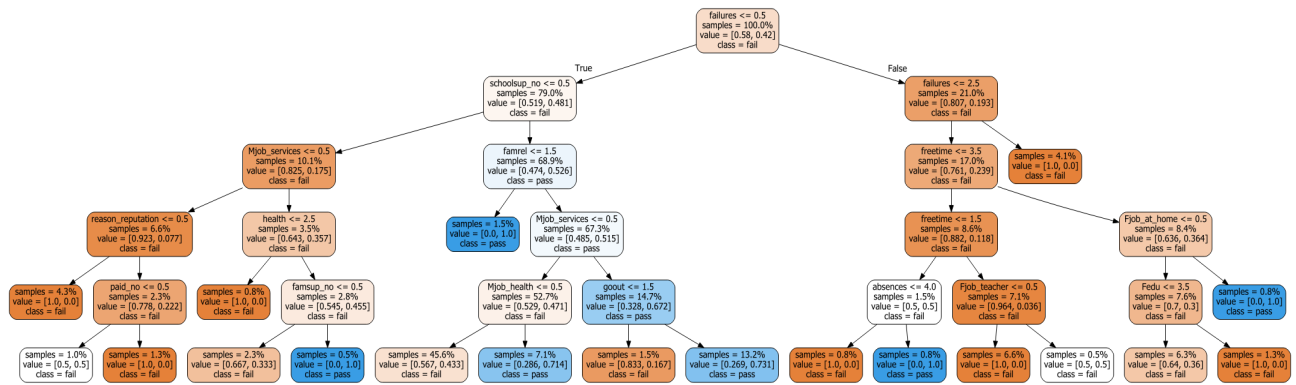 failures <= 0.5
samples = 100.0%
value = [0.58, 0.42]
class = fail
True
False
schoolsup_no <= 0.5
samples = 79.0%
value = [0.519, 0.481]
class = fail
failures <= 2.5
samples = 21.0%
value = [0.807, 0.193]
class = fail
Mjob_services <= 0.5
samples = 10.1%
value = [0.825, 0.175]
class = fail
famrel <= 1.5
samples = 68.9%
value = [0.474, 0.526]
class = pass
freetime <= 3.5
samples = 17.0%
value = [0.761, 0.239]
class = fail
samples = 4.1%
value = [1.0, 0.0]
class = fail
reason_reputation <= 0.5
samples = 6.6%
value = [0.923, 0.077]
class = fail
health <= 2.5
samples = 3.5%
value = [0.643, 0.357]
class = fail
samples = 1.5%
value = [0.0, 1.0]
class = pass
Mjob_services <= 0.5
samples = 67.3%
value = [0.485, 0.515]
class = pass
freetime <= 1.5
samples = 8.6%
value = [0.882, 0.118]
class = fail
Fjob_at_home <= 0.5
samples = 8.4%
value = [0.636, 0.364]
class = fail
samples = 4.3%
value = [1.0, 0.0]
class = fail
paid_no <= 0.5
samples = 2.3%
value = [0.778, 0.222]
class = fail
samples = 0.8%
value = [1.0, 0.0]
class = fail
famsup_no <= 0.5
samples = 2.8%
value = [0.545, 0.455]
class = fail
Mjob_health <= 0.5
samples = 52.7%
value = [0.529, 0.471]
class = fail
goout <= 1.5
samples = 14.7%
value = [0.328, 0.672]
class = pass
absences <= 4.0
samples = 1.5%
value = [0.5, 0.5]
class = fail
Fjob_teacher <= 0.5
samples = 7.1%
value = [0.964, 0.036]
class = fail
Fedu <= 3.5
samples = 7.6%
value = [0.7, 0.3]
class = fail
samples = 0.8%
value = [0.0, 1.0]
class = pass
samples = 1.0%
value = [0.5, 0.5]
class = fail
samples = 1.3%
value = [1.0, 0.0]
class = fail
samples = 2.3%
value = [0.667, 0.333]
class = fail
samples = 0.5%
value = [0.0, 1.0]
class = pass
samples = 45.6%
value = [0.567, 0.433]
class = fail
samples = 7.1%
value = [0.286, 0.714]
class = pass
samples = 1.5%
value = [0.833, 0.167]
class = fail
samples = 13.2%
value = [0.269, 0.731]
class = pass
samples = 0.8%
value = [1.0, 0.0]
class = fail
samples = 0.8%
value = [0.0, 1.0]
class = pass
samples = 6.6%
value = [1.0, 0.0]
class = fail
samples = 0.5%
value = [0.5, 0.5]
class = fail
samples = 6.3%
value = [0.64, 0.36]
class = fail
samples = 1.3%
value = [1.0, 0.0]
class = fail